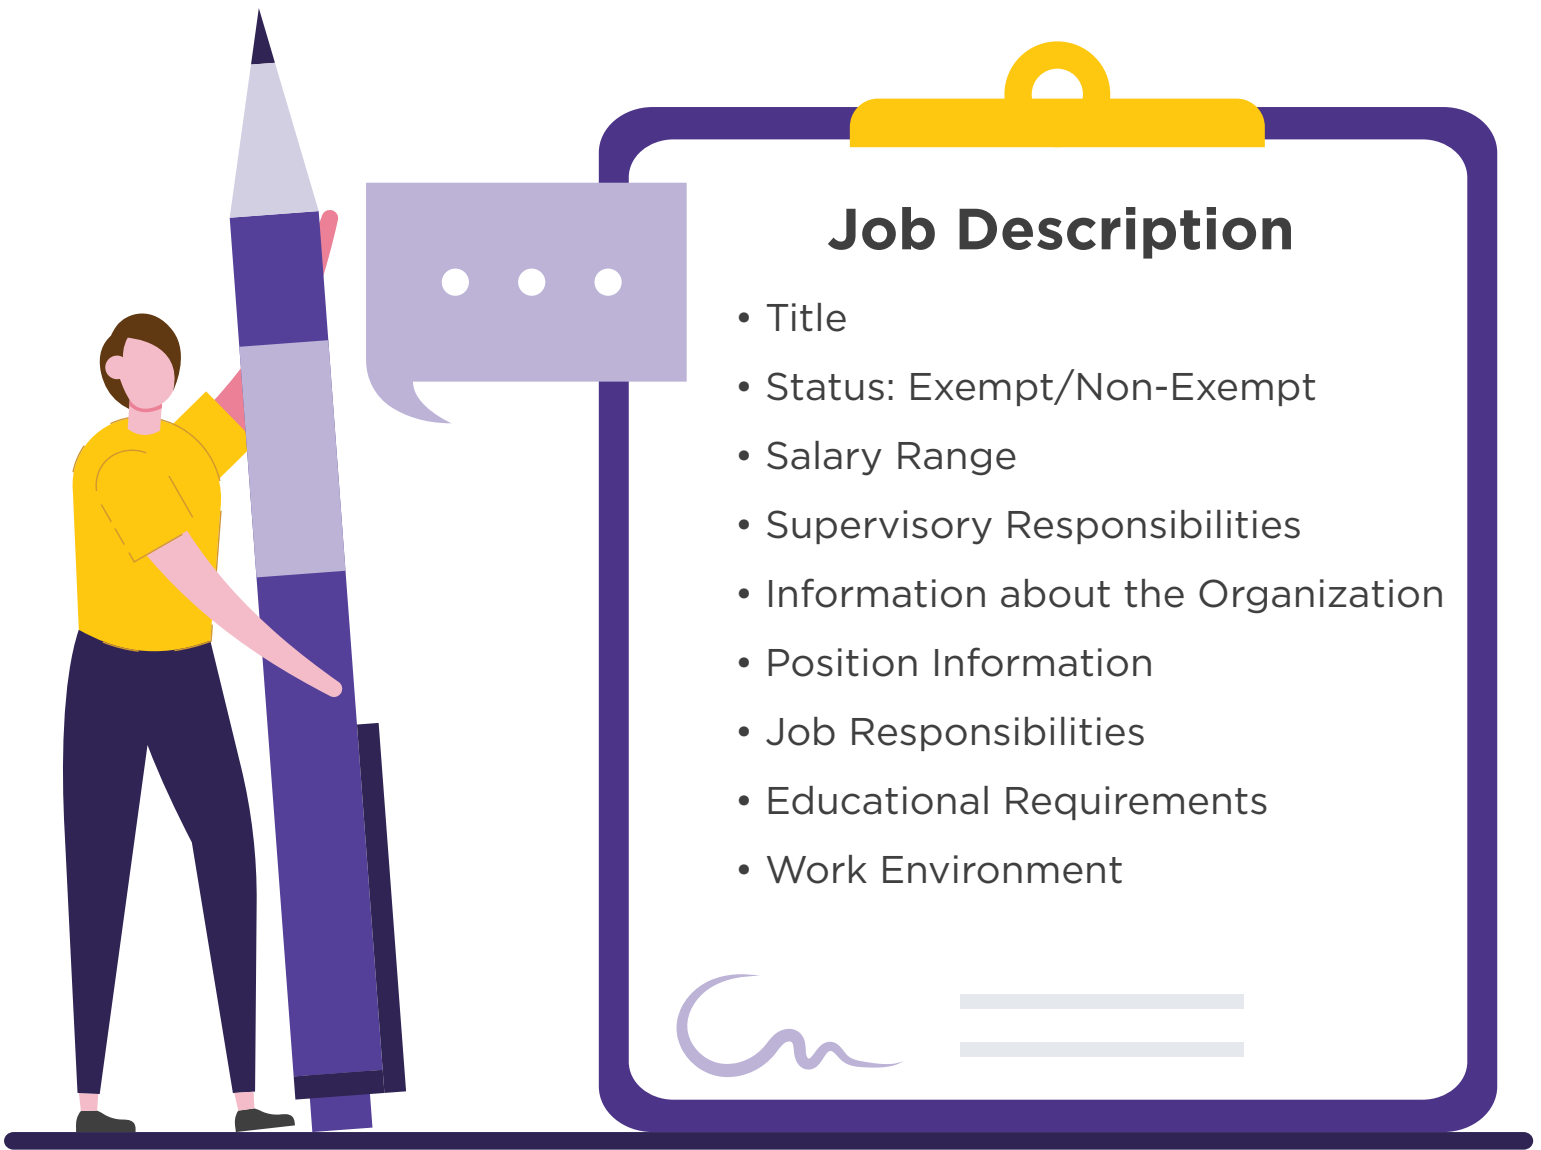 Job Description
• Title
• Status: Exempt/Non-Exempt
• Salary Range
• Supervisory Responsibilities
• Information about the Organization
• Position Information
• Job Responsibilities
• Educational Requirements
• Work Environment